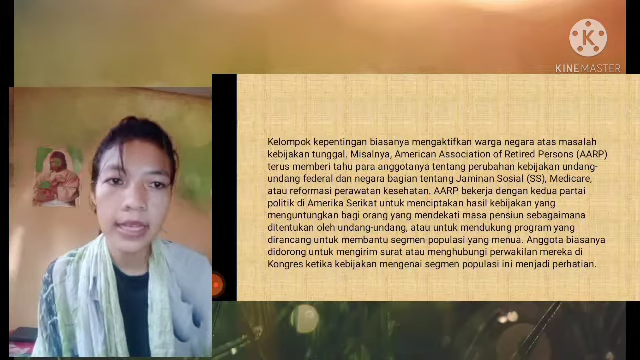 KINEMASTER
Kelompok kepentingan biasanya mengaktifkan warga negara atas masalah
kebijakan tunggal. Misalnya, American Association of Retired Persons (AARP)
terus memberi tahu para anggotanya tentang perubahan kebijakan undang-
undang federal dan negara bagian tentang Jaminan Sosial (SS), Medicare,
atau reformasi perawatan kesehatan. AARP bekerja dengan kedua partai
politik di Amerika Serikat untuk menciptakan hasil kebijakan yang
menguntungkan bagi orang yang mendekati masa pensiun sebagaimana
ditentukan oleh undang-undang, atau untuk mendukung program yang
dirancang untuk membantu segmen populasi yang menua. Anggota biasanya
didorong untuk mengirim surat atau menghubungi perwakilan mereka di
Kongres ketika kebijakan mengenai segmen populasi ini menjadi perhatian.